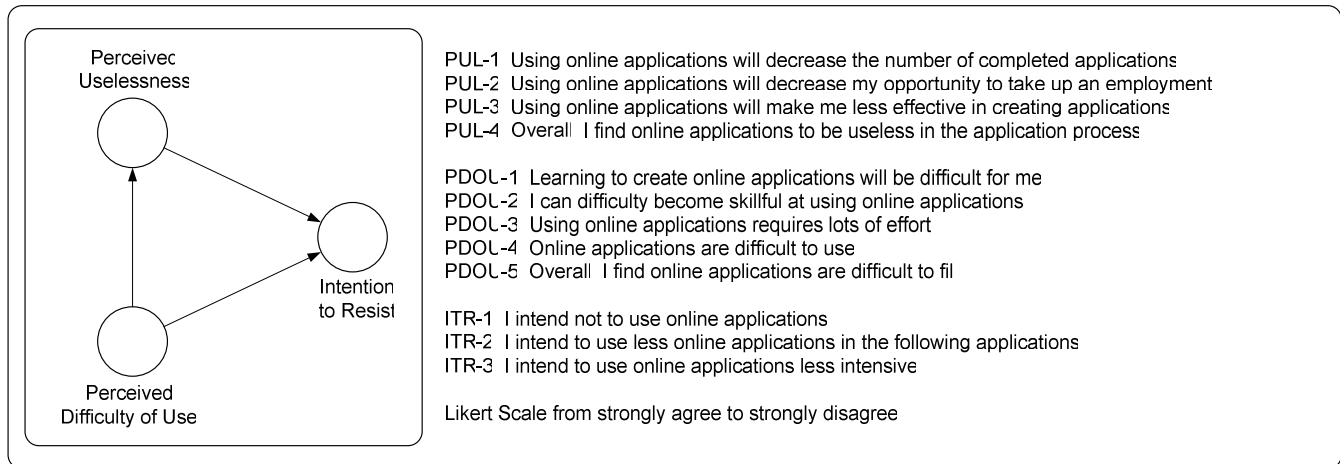 Perceived
Uselessness
Intention
to Resist
Perceived
Difficulty of Use
PUL-1 Using online applications will decrease the number of completed applications
PUL-2 Using online applications will decrease my opportunity to take up an employment
PUL-3 Using online applications will make me less effective in creating applications
PUL-4 Overall I find online applications to be useless in the application process
PDOU-1 Learning to create online applications will be difficult for me
PDOU-2 I can difficulty become skillful at using online applications
PDOU-3 Using online applications requires lots of effort
PDOU-4 Online applications are difficult to use
PDOU-5 Overall I find online applications are difficult to fil
ITR-1 I intend not to use online applications
ITR-2 I intend to use less online applications in the following applications
ITR-3 I intend to use online applications less intensive
Likert Scale from strongly agree to strongly disagree